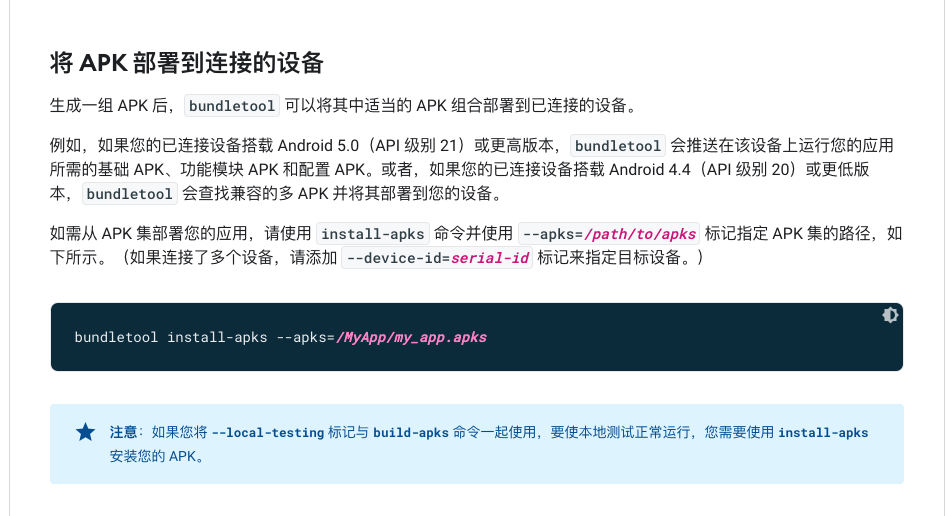 将 APK 部署到连接的设备
生成一组 APK 后，bundletool 可以将其中适当的 APK 组合部署到已连接的设备。
例如，如果您的已连接设备搭载 Android 5.0（API 级别 21）或更高版本，bundletool 会推送在该设备上运行您的应用
所需的基础 APK、功能模块 APK 和配置 APK。或者，如果您的已连接设备搭载 Android 4.4（API 级别 20）或更低版
本，bundletool 会查找兼容的多 APK 并将其部署到您的设备。
如需从 APK 集部署您的应用，请使用 install-apks 命令并使用 --apks=/path/to/apks 标记指定 APK 集的路径，如
下所示。（如果连接了多个设备，请添加 --device-id=serial-id 标记来指定目标设备。）
bundletool install-apks --apks=/MyApp/my_app.apks
注意：如果您将 --local-testing 标记与 build-apks 命令一起使用，要使本地测试正常运行，您需要使用 install-apks
安装您的 APK。